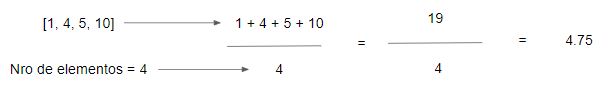 [1, 4, 5, 10] 1 + 4 + 5 + 10 = 19 = 4.75
Nro de elementos = 4 4 4